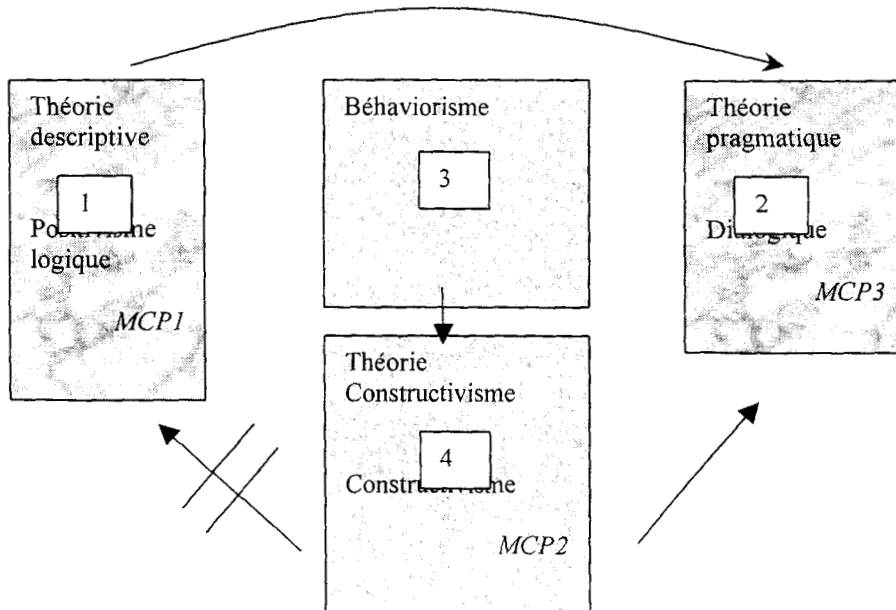 Théorie
descriptive
1
logique
MCP1
Béhaviorisme
3
Théorie
Constructivisme
4
MCP2
Théorie
pragmatique
2
MCP3